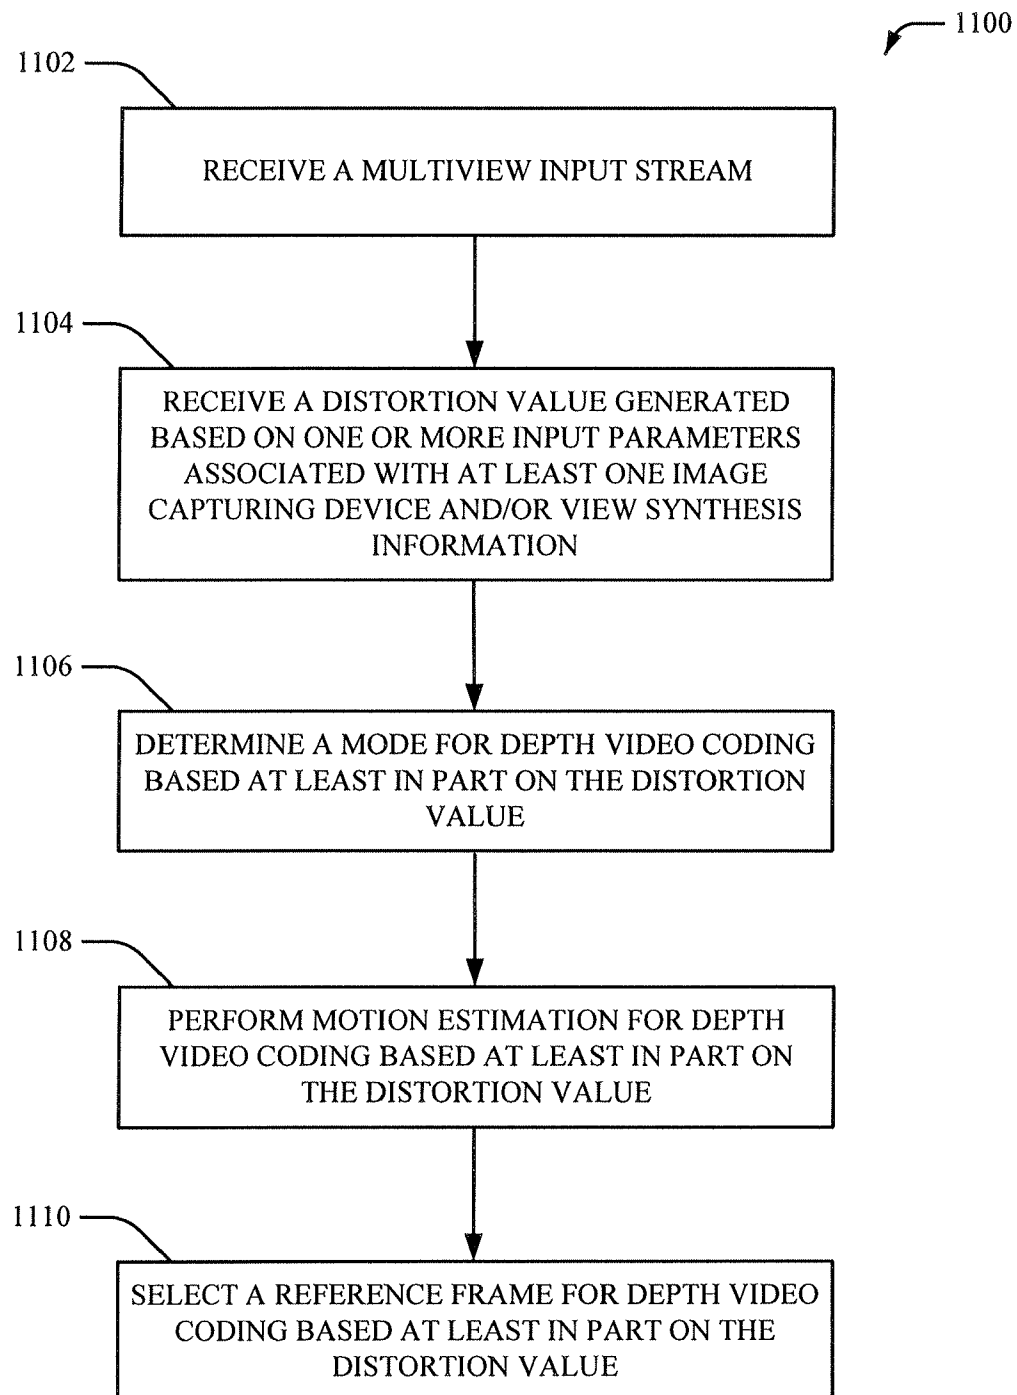 1100
1102
RECEIVE A MULTIVIEW INPUT STREAM
1104
RECEIVE A DISTORTION VALUE GENERATED
BASED ON ONE OR MORE INPUT PARAMETERS
ASSOCIATED WITH AT LEAST ONE IMAGE
CAPTURING DEVICE AND/OR VIEW SYNTHESIS
INFORMATION
1106
DETERMINE A MODE FOR DEPTH VIDEO CODING
BASED AT LEAST IN PART ON THE DISTORTION
VALUE
1108
PERFORM MOTION ESTIMATION FOR DEPTH
VIDEO CODING BASED AT LEAST IN PART ON
THE DISTORTION VALUE
1110
SELECT A REFERENCE FRAME FOR DEPTH VIDEO
CODING BASED AT LEAST IN PART ON THE
DISTORTION VALUE